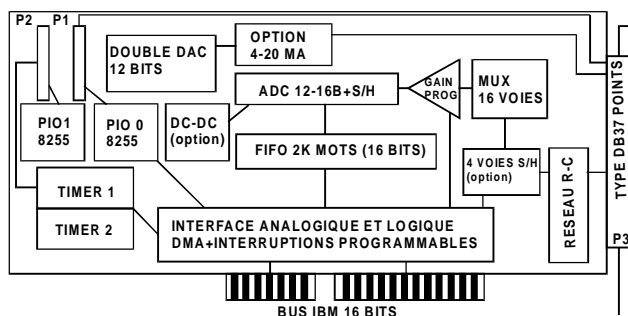 P2
P1
DOUBLE DAC
12 BITS
OPTION
4-20 MA
ADC 12-16B+S/H
GAIN
PROG
MUX
16 VOIES
PIO1
8255
PIO 0
8255
DC-DC
(option)
FIFO 2K MOTS (16 BITS)
4 VOIES S/H
(option)
RESEAU R-C
TYPE DB37 POINTS
TIMER 1
TIMER 2
INTERFACE ANALOGIQUE ET LOGIQUE
DMA+INTERRUPTIONS PROGRAMMABLES
P3
BUS IBM 16 BITS